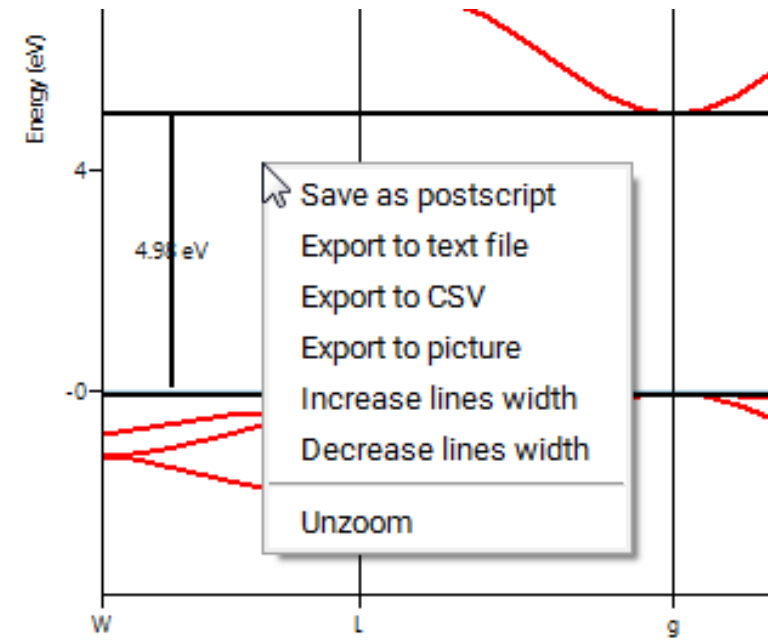 Energy (eV)
4
4.98 eV
-0
Save as postscript
Export to text file
Export to CSV
Export to picture
Increase lines width
Decrease lines width
Unzoom
W
L
g